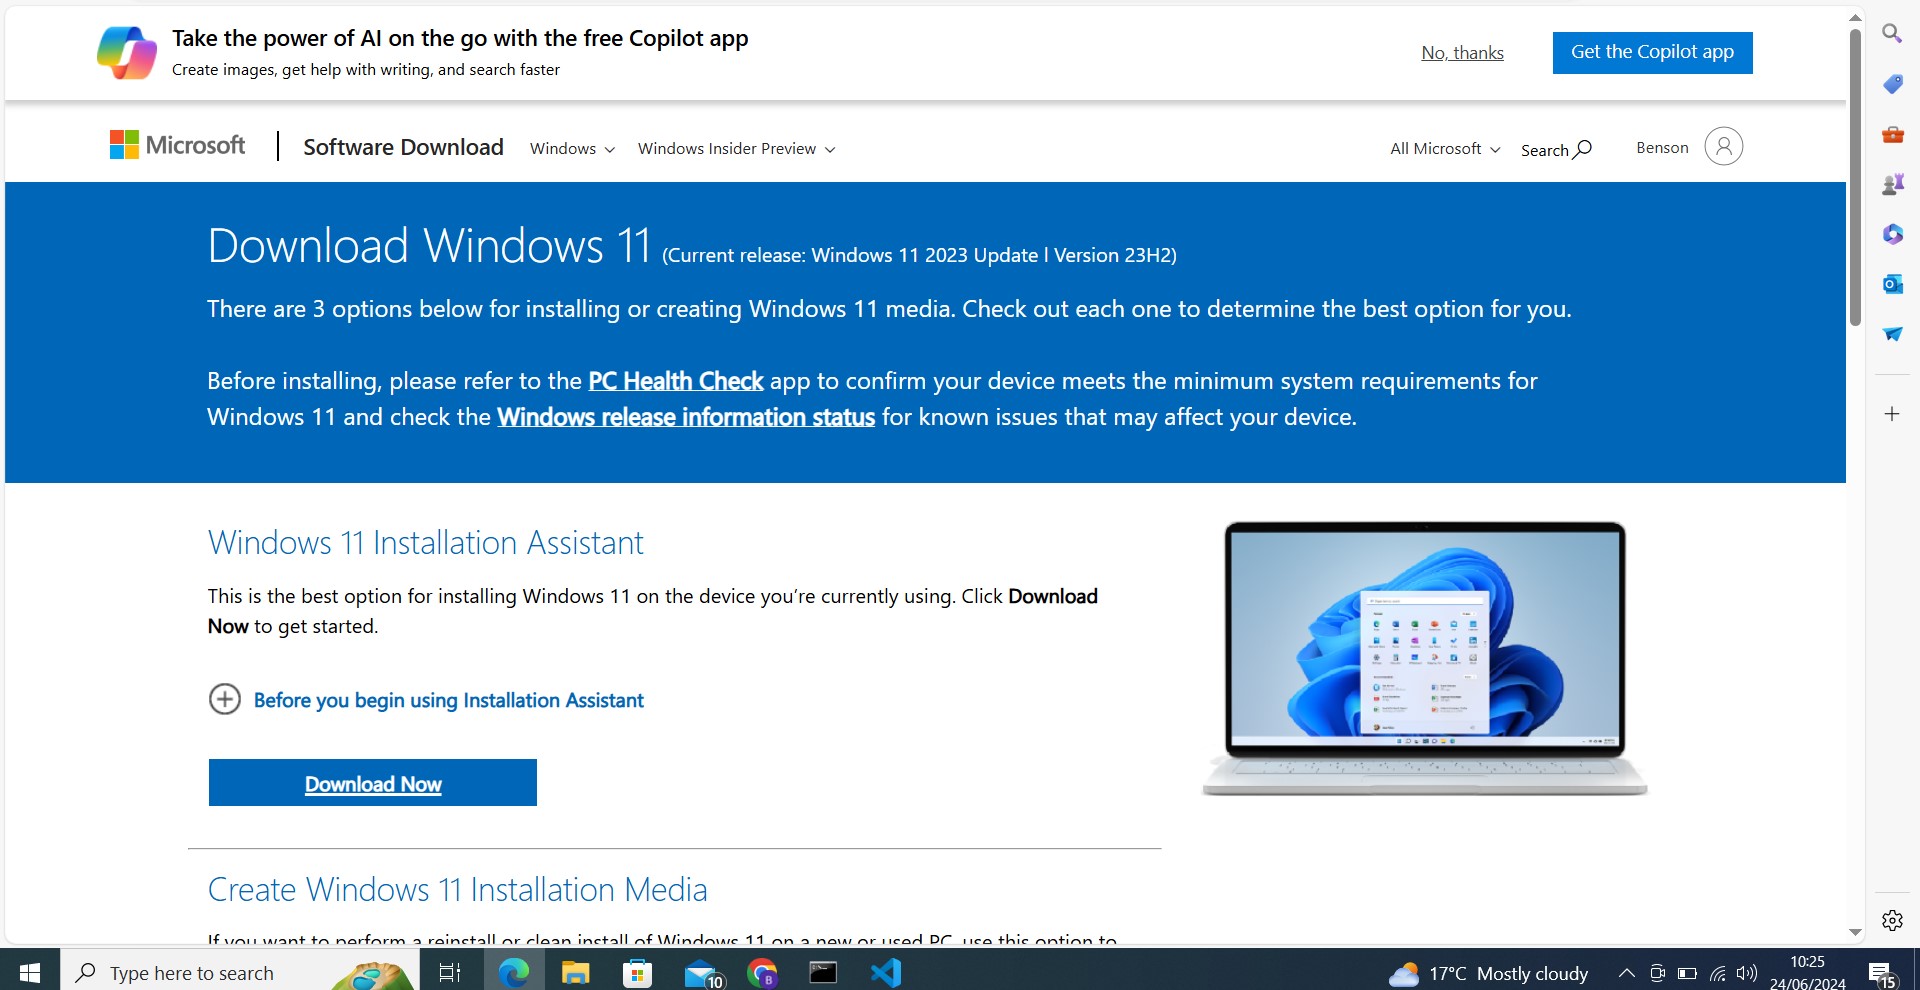 Take the power of AI on the go with the free Copilot app
Create images, get help with writing, and search faster
No, thanks
Get the Copilot app
Microsoft
Software Download
Windows
Windows Insider Preview
All Microsoft
Search
Benson
Download Windows 11 (Current release: Windows 11 2023 Update l Version 23H2)
There are 3 options below for installing or creating Windows 11 media. Check out each one to determine the best option for you.
Before installing, please refer to the PC Health Check app to confirm your device meets the minimum system requirements for
Windows 11 and check the Windows release information status for known issues that may affect your device.
Windows 11 Installation Assistant
This is the best option for installing Windows 11 on the device you’re currently using. Click Download
Now to get started.
Before you begin using Installation Assistant
Download Now
Create Windows 11 Installation Media
If you want to perform a reinstall or clean install of Windows 11 on a new or used PC, use this option to
Type here to search
10
B
17°C Mostly cloudy
10:25
24/06/2024
15